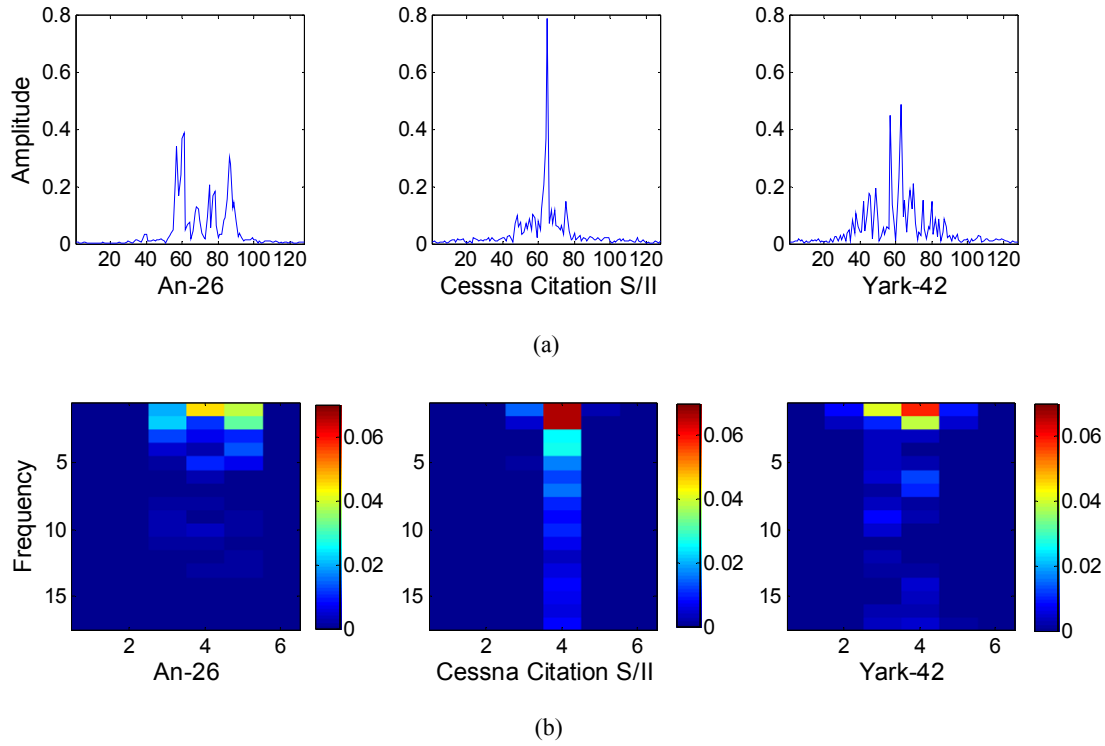 0.8 0.8 0.8
Amplitude
0.6 0.6 0.6
0.4 0.4 0.4
0.2 0.2 0.2
0 0 0
20 40 60 80 100 120 20 40 60 80 100 120 20 40 60 80 100 120
An-26 Cessna Citation S/II Yark-42
(a)
Frequency
5 5 5
10 10 10
15 15 15
0.06 0.06 0.06
0.04 0.04 0.04
0.02 0.02 0.02
0 0 0
2 4 6 2 4 6 2 4 6
An-26 Cessna Citation S/II Yark-42
(b)